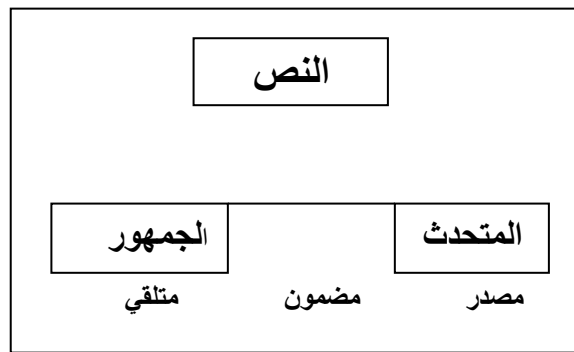 النص
المتحدث الجمهور
مصدر مضمون متلقي